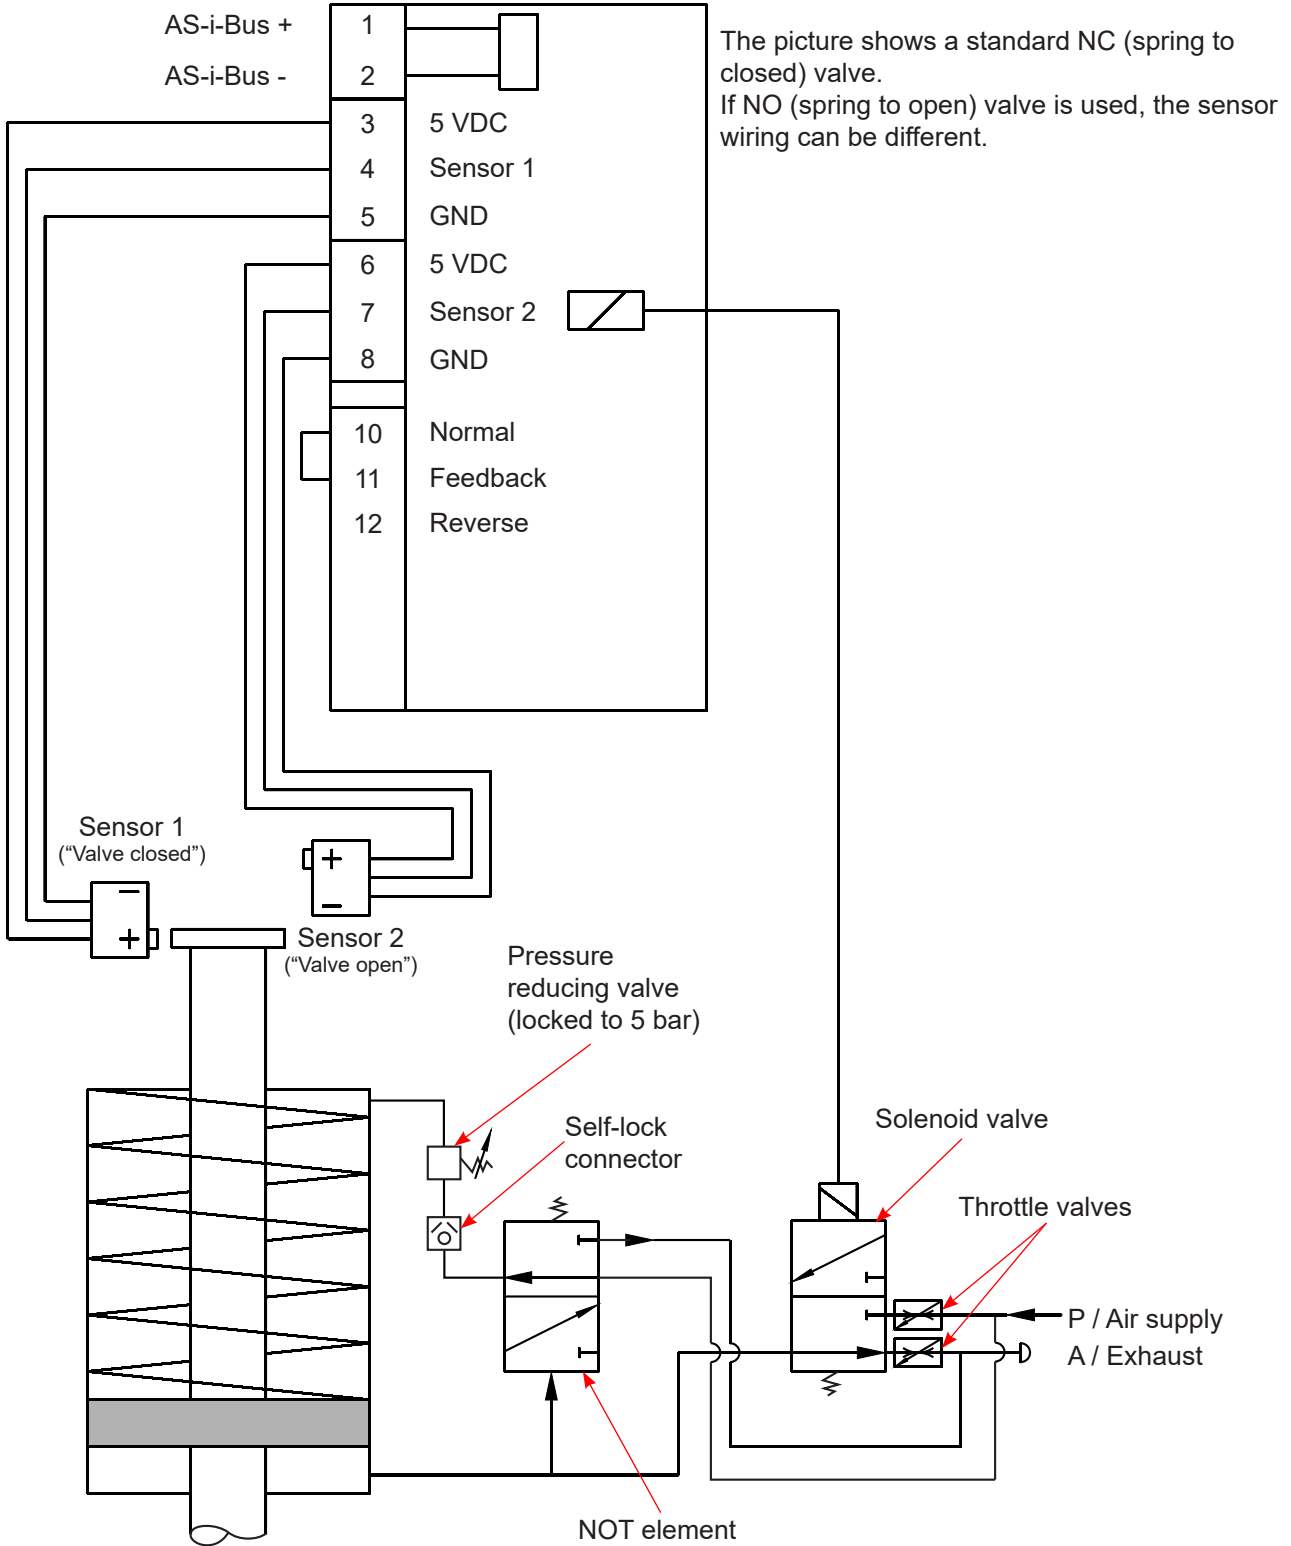 AS-i-Bus +
1
AS-i-Bus -
2
The picture shows a standard NC (spring to
closed) valve.
If NO (spring to open) valve is used, the sensor
wiring can be different.
3 5 VDC
4 Sensor 1
5 GND
6 5 VDC
7 Sensor 2
8 GND
10 Normal
11 Feedback
12 Reverse
Sensor 1
(“Valve closed”)
Sensor 2
(“Valve open”)
Pressure
reducing valve
(locked to 5 bar)
Self-lock
connector
Solenoid valve
Throttle valves
P / Air supply
A / Exhaust
NOT element